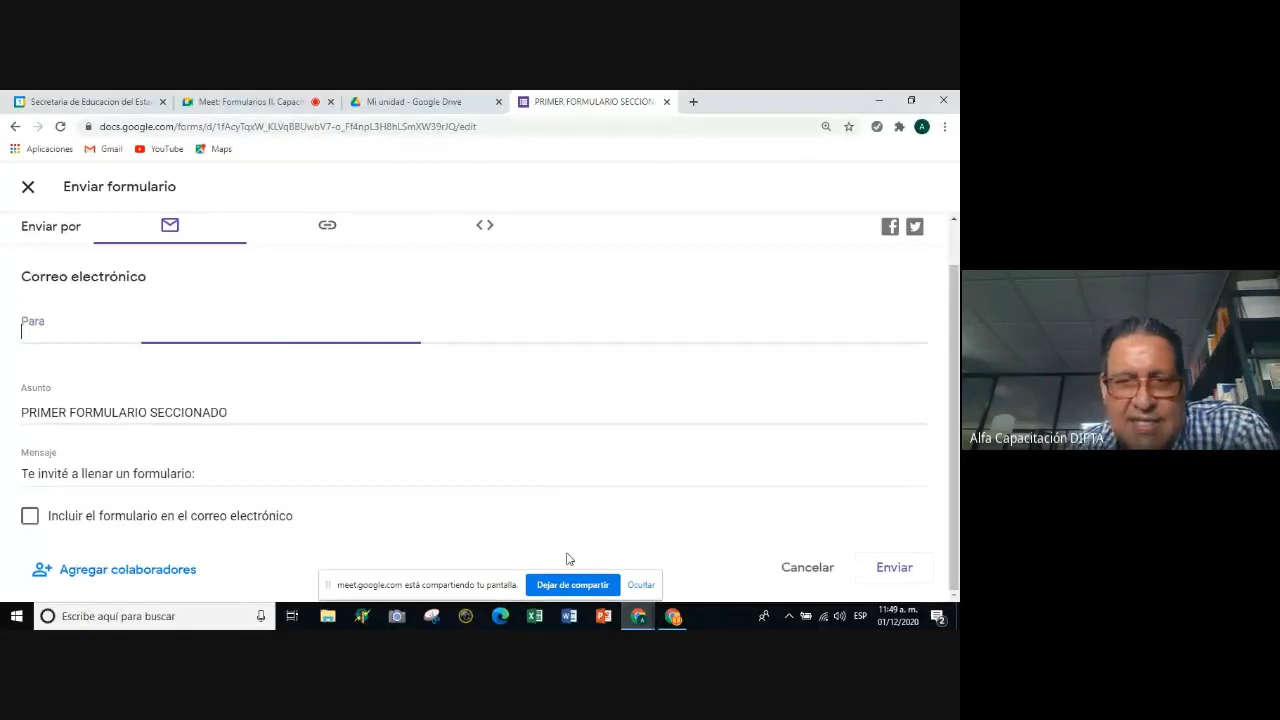 Secretaria de Educacion del Esta
Meet: Formularios II. Capaci
Mi unidad - Google Drive
PRIMER FORMULARIO SECCION
docs.google.com/forms/d/1fAcyTqxW_KLVqBBUwbV7-o_Ff4npL3H8hLSmXW39rJQ/edit
A
Aplicaciones
Gmail
YouTube
Maps
Enviar formulario
Enviar por
Correo electrónico
Para
Asunto
PRIMER FORMULARIO SECCIONADO
Mensaje
Te invité a llenar un formulario:
Incluir el formulario en el correo electrónico
Agregar colaboradores
Cancelar
Enviar
meet.google.com está compartiendo tu pantalla.
Dejar de compartir
Ocultar
Escribe aquí para buscar
ESP
11:49 a. m.
01/12/2020
2
Alfa Capacitación DIPTA